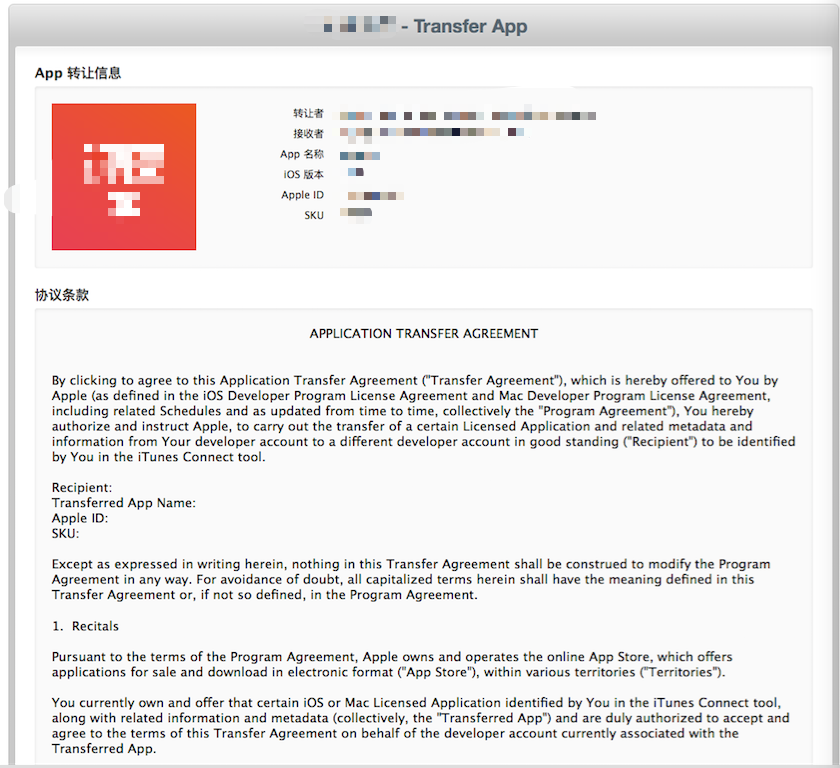 - Transfer App
App 转让信息
转让者
接收者
App 名称
iOS 版本
Apple ID
SKU
协议条款
APPLICATION TRANSFER AGREEMENT
By clicking to agree to this Application Transfer Agreement ("Transfer Agreement"), which is hereby offered to You by
Apple (as defined in the iOS Developer Program License Agreement and Mac Developer Program License Agreement,
including related Schedules and as updated from time to time, collectively the "Program Agreement"), You hereby
authorize and instruct Apple, to carry out the transfer of a certain Licensed Application and related metadata and
information from Your developer account to a different developer account in good standing ("Recipient") to be identified
by You in the iTunes Connect tool.
Recipient:
Transferred App Name:
Apple ID:
SKU:
Except as expressed in writing herein, nothing in this Transfer Agreement shall be construed to modify the Program
Agreement in any way. For avoidance of doubt, all capitalized terms herein shall have the meaning defined in this
Transfer Agreement or, if not so defined, in the Program Agreement.
1. Recitals
Pursuant to the terms of the Program Agreement, Apple owns and operates the online App Store, which offers
applications for sale and download in electronic format ("App Store"), within various territories ("Territories").
You currently own and offer that certain iOS or Mac Licensed Application identified by You in the iTunes Connect tool,
along with related information and metadata (collectively, the "Transferred App") and are duly authorized to accept and
agree to the terms of this Transfer Agreement on behalf of the developer account currently associated with the
Transferred App.